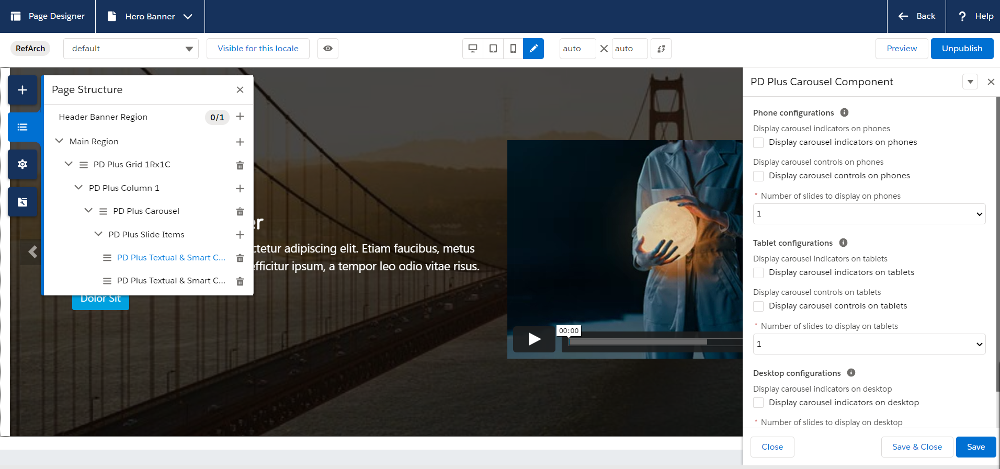 Page Designer
Hero Banner
Back
Help
RefArch
default
Visible for this locale
auto
auto
Preview
Unpublish
Page Structure
Header Banner Region
0/1
Main Region
PD Plus Grid 1Rx1C
PD Plus Column 1
PD Plus Carousel
PD Plus Slide Items
PD Plus Textual & Smart C...
PD Plus Textual & Smart C...
er
ctetur adipiscing elit. Etiam faucibus, metus
efficitur ipsum, a tempor leo odio vitae risus.
Dolor Sit
00:00
PD Plus Carousel Component
Phone configurations
Display carousel indicators on phones
Display carousel indicators on phones
Display carousel controls on phones
Display carousel controls on phones
* Number of slides to display on phones
1
Tablet configurations
Display carousel indicators on tablets
Display carousel indicators on tablets
Display carousel controls on tablets
Display carousel controls on tablets
* Number of slides to display on tablets
1
Desktop configurations
Display carousel indicators on desktop
Display carousel indicators on desktop
* Number of slides to display on desktop
Close
Save & Close
Save